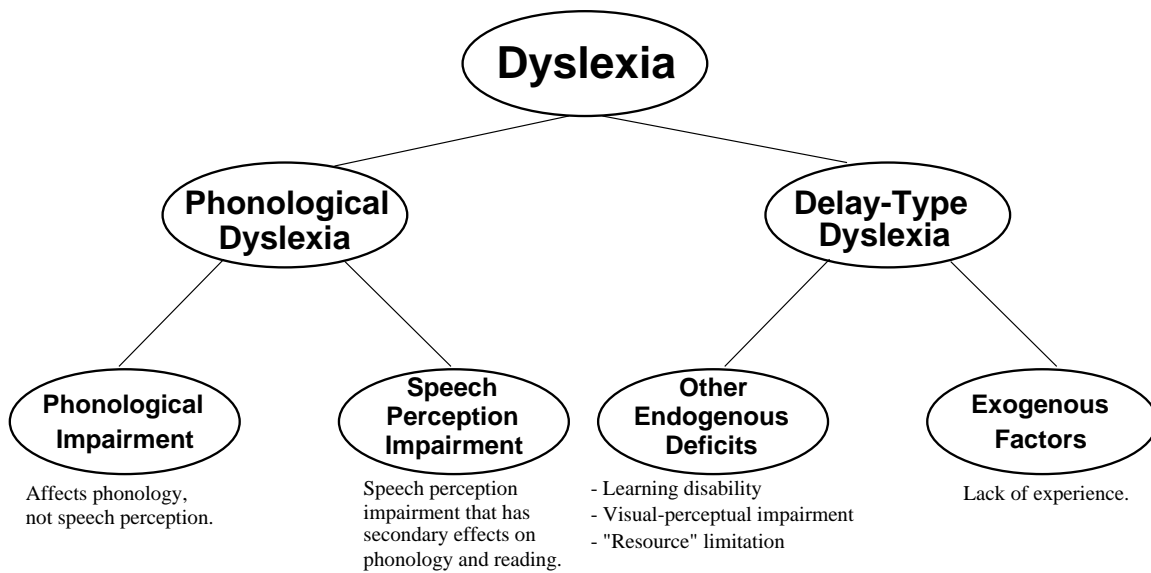 Dyslexia
Phonological
Dyslexia
Delay-Type
Dyslexia
Phonological
Impairment
Speech
Perception
Impairment
Other
Endogenous
Deficits
Exogenous
Factors
Affects phonology,
not speech perception.
Speech perception
impairment that has
secondary effects on
phonology and reading.
- Learning disability
- Visual-perceptual impairment
- "Resource" limitation
Lack of experience.